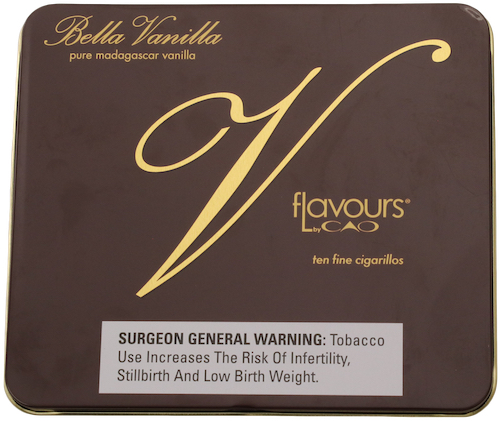 Bella Vanilla
pure madagascar vanilla
V
flavours®
by CAO
ten fine cigarillos
SURGEON GENERAL WARNING: Tobacco
Use Increases The Risk Of Infertility,
Stillbirth And Low Birth Weight.